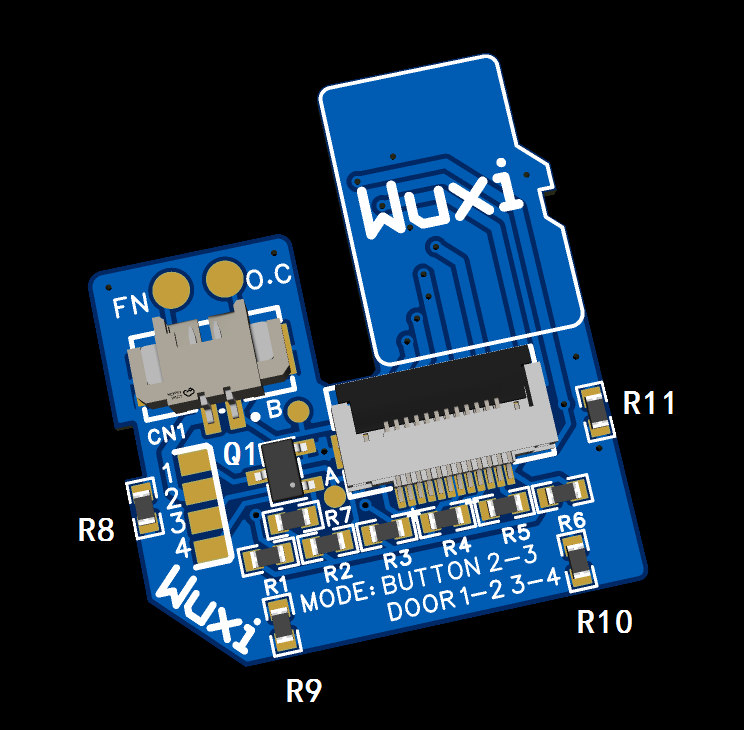 Wuxi
O.C
FN
B
CN1
Q1
R11
1
2
3
4
A
R8
R7
R1
R2
R3
R4
R5
R6
MODE: BUTTON 2-3
DOOR 1-2 3-4
Wuxi
R10
R9